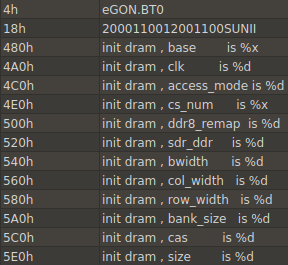 4h eGON.BT0
18h 2000110012001100SUNII
480h init dram , base is %x
4A0h init dram , clk is %d
4C0h init dram , access_mode is %d
4E0h init dram , cs_num is %x
500h init dram , ddr8_remap is %d
520h init dram , sdr_ddr is %d
540h init dram , bwidth is %d
560h init dram , col_width is %d
580h init dram , row_width is %d
5A0h init dram , bank_size is %d
5C0h init dram , cas is %d
5E0h init dram , size is %d